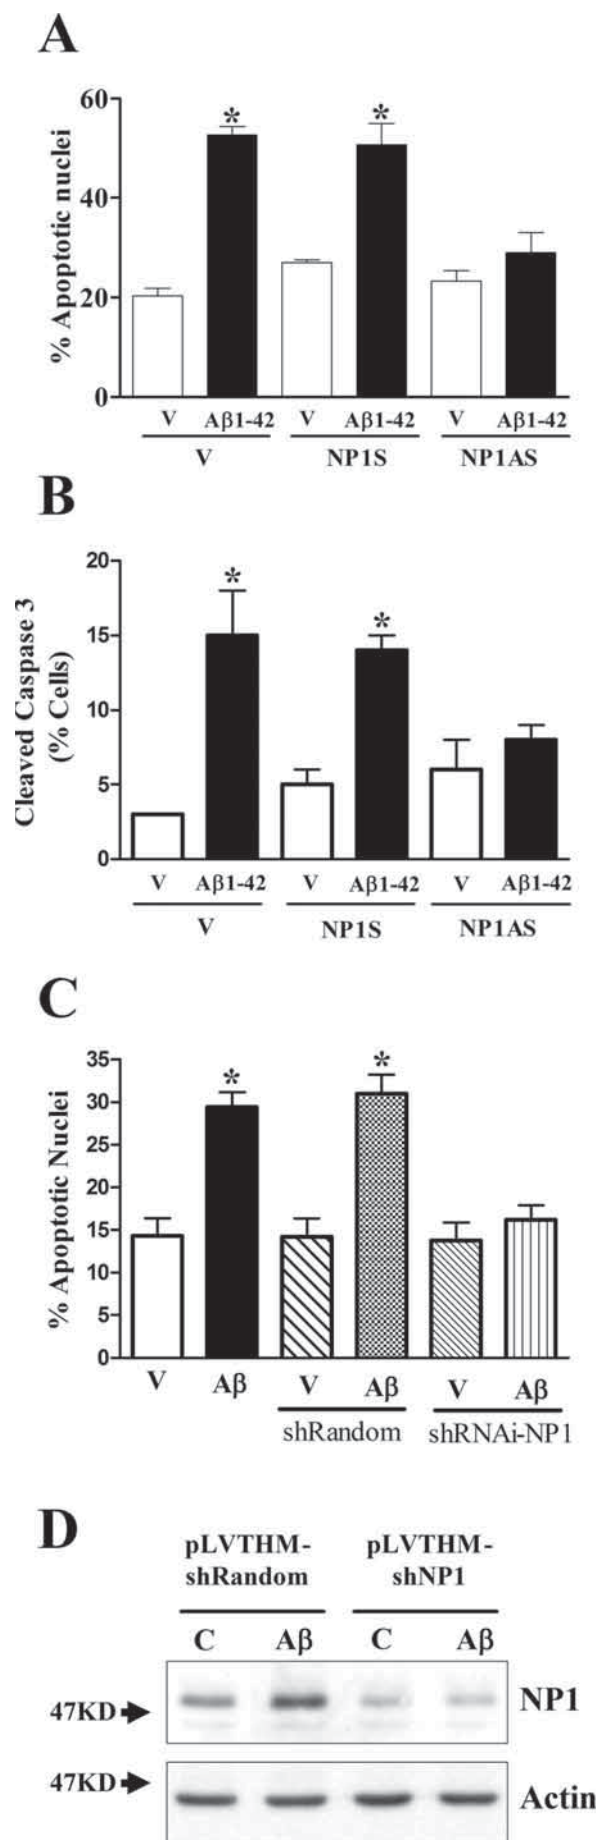 A
% Apoptotic nuclei
60
40
20
0
* *
V Aβ1-42 V Aβ1-42 V Aβ1-42
V NP1S NP1AS
B
Cleaved Caspase 3
(% Cells)
20
15
10
5
0
* *
V Aβ1-42 V Aβ1-42 V Aβ1-42
V NP1S NP1AS
C
% Apoptotic Nuclei
35
30
25
20
15
10
5
0
* *
V Aβ V Aβ V Aβ
shRandom shRNAi-NP1
D
pLVTHM- pLVTHM-
shRandom shNP1
C Aβ C Aβ
47KD NP1
47KD Actin